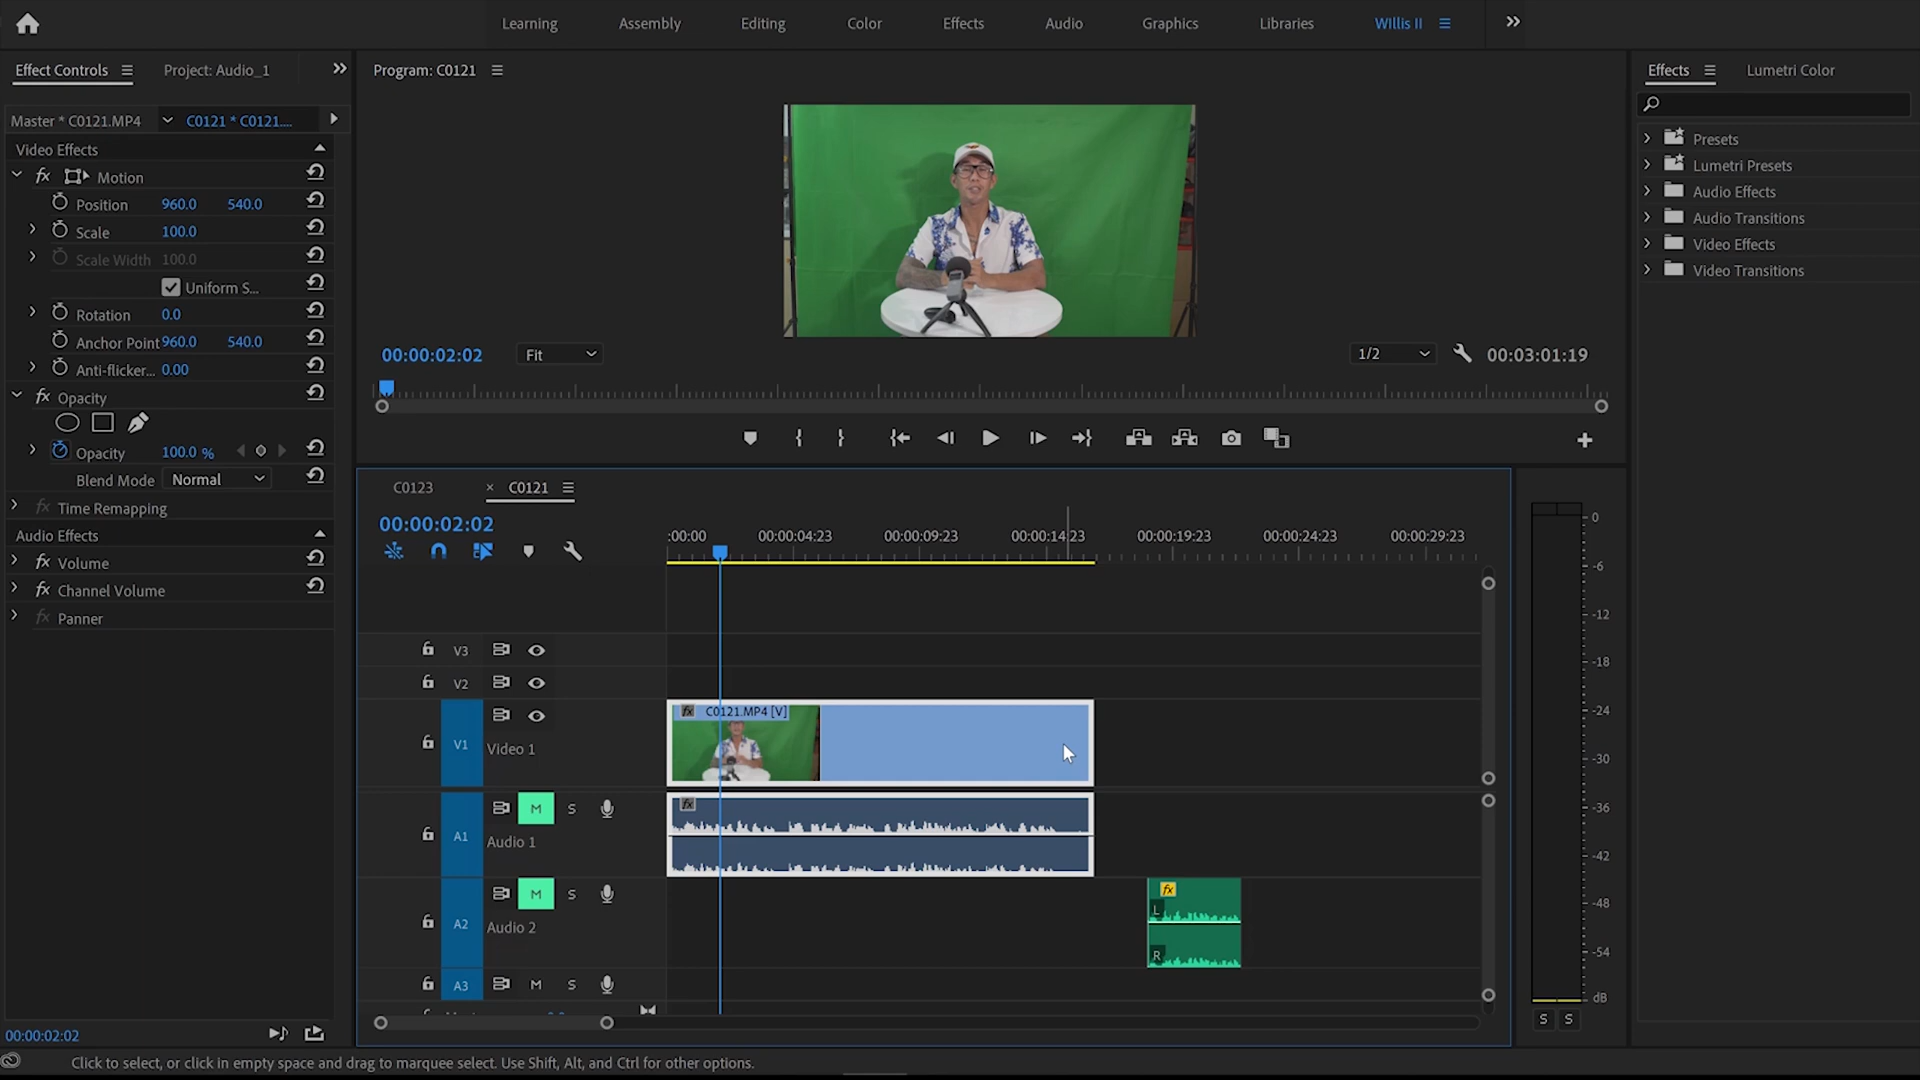 Learning Assembly Editing Color Effects Audio Graphics Libraries WIllis II
Effect Controls Project: Audio_1
Master * C0121.MP4 C0121 * C0121....
Video Effects
fx Motion
Position 960.0 540.0
Scale 100.0
Scale Width 100.0
Uniform S...
Rotation 0.0
Anchor Point 960.0 540.0
Anti-flicker... 0.00
fx Opacity
Opacity 100.0 %
Blend Mode Normal
fx Time Remapping
Audio Effects
fx Volume
fx Channel Volume
fx Panner
00:00:02:02
Program: C0121
00:00:02:02 Fit 1/2 00:03:01:19
C0123 × C0121
00:00:02:02
:00:00 00:00:04:23 00:00:09:23 00:00:14:23 00:00:19:23 00:00:24:23 00:00:29:23
V3
V2
fx C0121.MP4 [V]
V1 Video 1
A1 M S
fx
Audio 1
A2 M S
fx
L
Audio 2
R
A3 M S
0
-6
-12
-18
-24
-30
-36
-42
-48
-54
dB
S S
Effects Lumetri Color
Presets
Lumetri Presets
Audio Effects
Audio Transitions
Video Effects
Video Transitions
Click to select, or click in empty space and drag to marquee select. Use Shift, Alt, and Ctrl for other options.